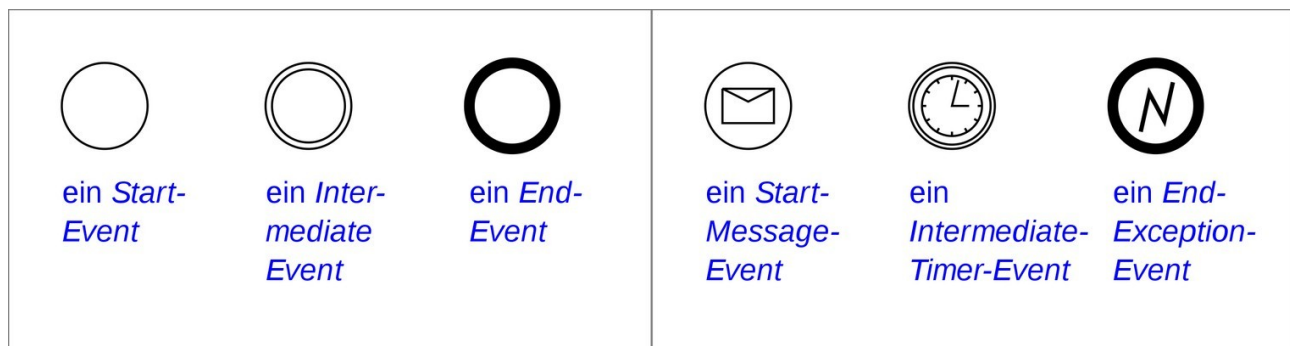 ein Start-
Event
ein Inter-
mediate
Event
ein End-
Event
ein Start-
Message-
Event
ein
Intermediate-
Timer-Event
ein End-
Exception-
Event